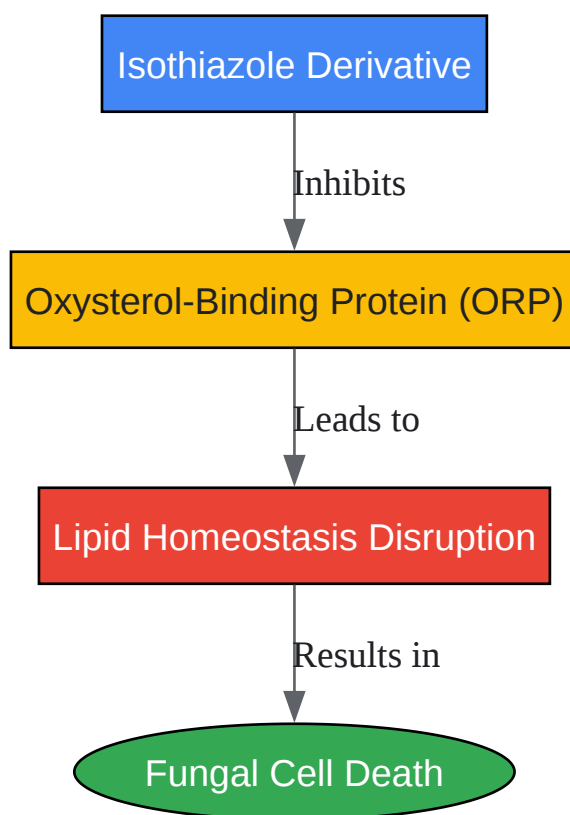 Isothiazole Derivative
Inhibits
Oxysterol-Binding Protein (ORP)
Leads to
Lipid Homeostasis Disruption
Results in
Fungal Cell Death